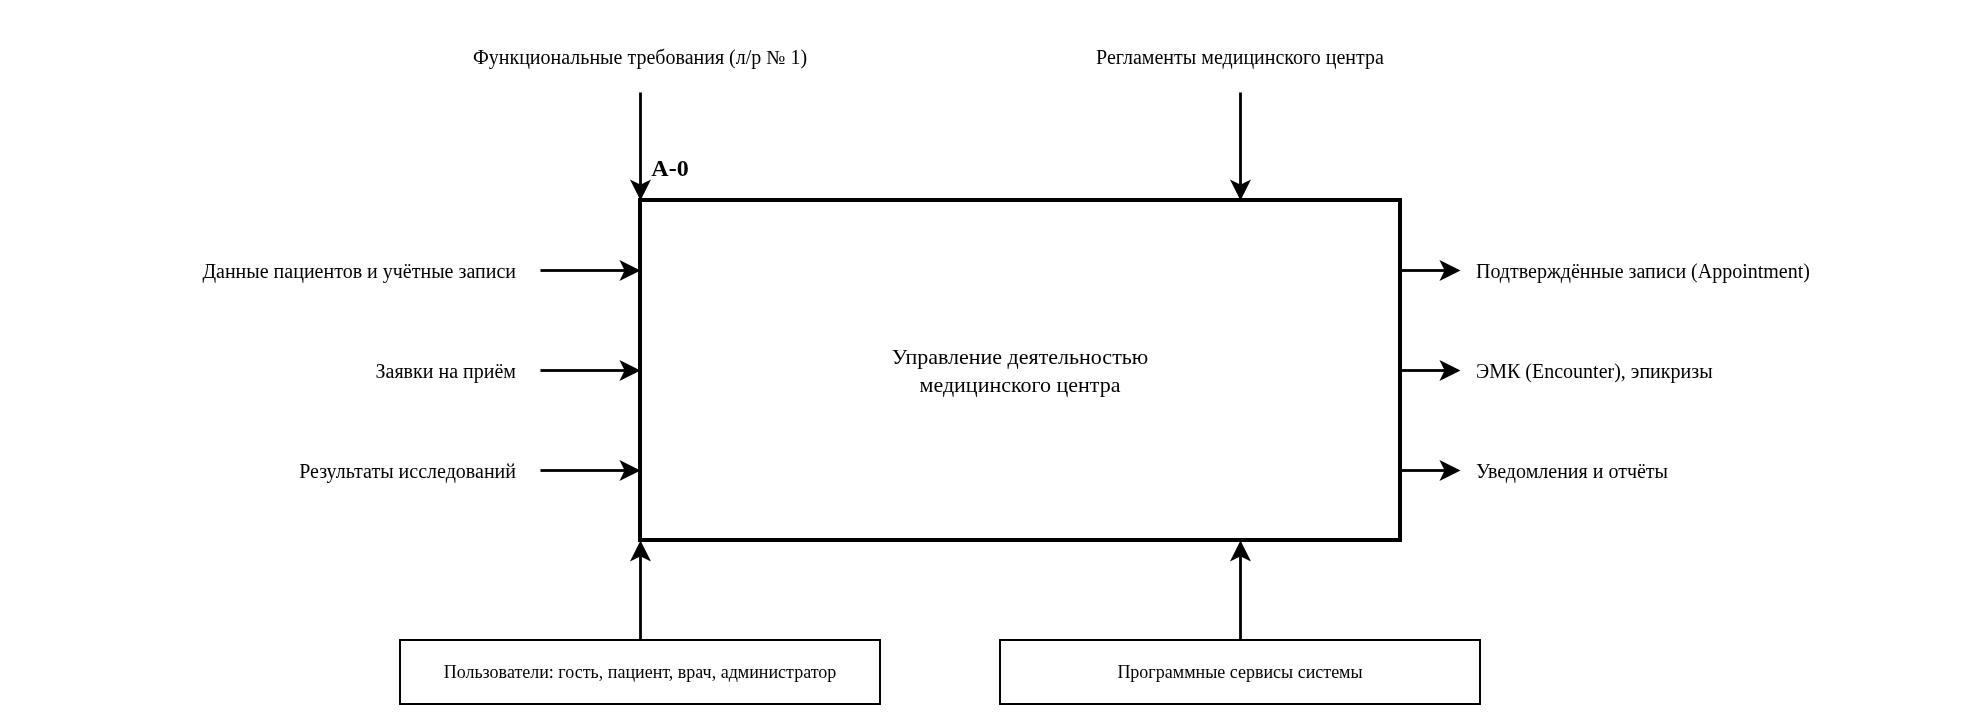 Функциональные требования (л/р № 1)
Регламенты медицинского центра
А-0
Данные пациентов и учётные записи
Подтверждённые записи (Appointment)
Управление деятельностью
медицинского центра
Заявки на приём
ЭМК (Encounter), эпикризы
Результаты исследований
Уведомления и отчёты
Пользователи: гость, пациент, врач, администратор
Программные сервисы системы